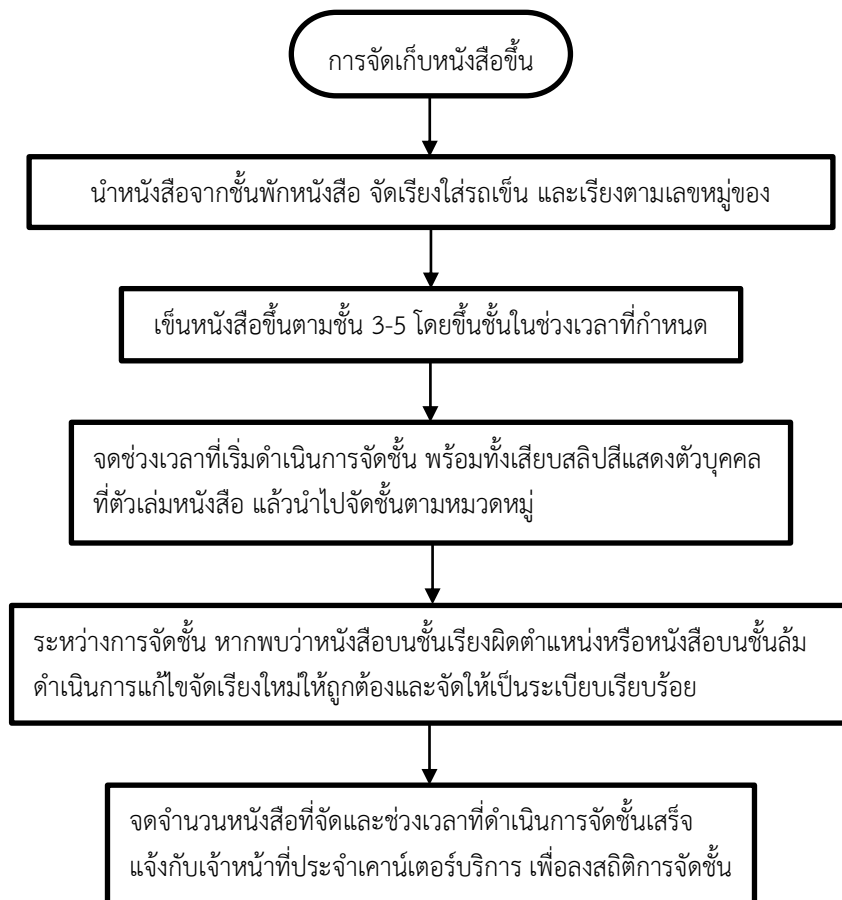 การจัดเก็บหนังสือขึ้น
นำหนังสือจากชั้นพักหนังสือ จัดเรียงใส่รถเข็น และเรียงตามเลขหมู่ของ
เข็นหนังสือขึ้นตามชั้น 3-5 โดยขึ้นชั้นในช่วงเวลาที่กำหนด
จดช่วงเวลาที่เริ่มดำเนินการจัดชั้น พร้อมทั้งเสียบสลิปสีแสดงตัวบุคคล
ที่ตัวเล่มหนังสือ แล้วนำไปจัดชั้นตามหมวดหมู่
ระหว่างการจัดชั้น หากพบว่าหนังสือบนชั้นเรียงผิดตำแหน่งหรือหนังสือบนชั้นล้ม
ดำเนินการแก้ไขจัดเรียงใหม่ให้ถูกต้องและจัดให้เป็นระเบียบเรียบร้อย
จดจำนวนหนังสือที่จัดและช่วงเวลาที่ดำเนินการจัดชั้นเสร็จ
แจ้งกับเจ้าหน้าที่ประจำเคาน์เตอร์บริการ เพื่อลงสถิติการจัดชั้น